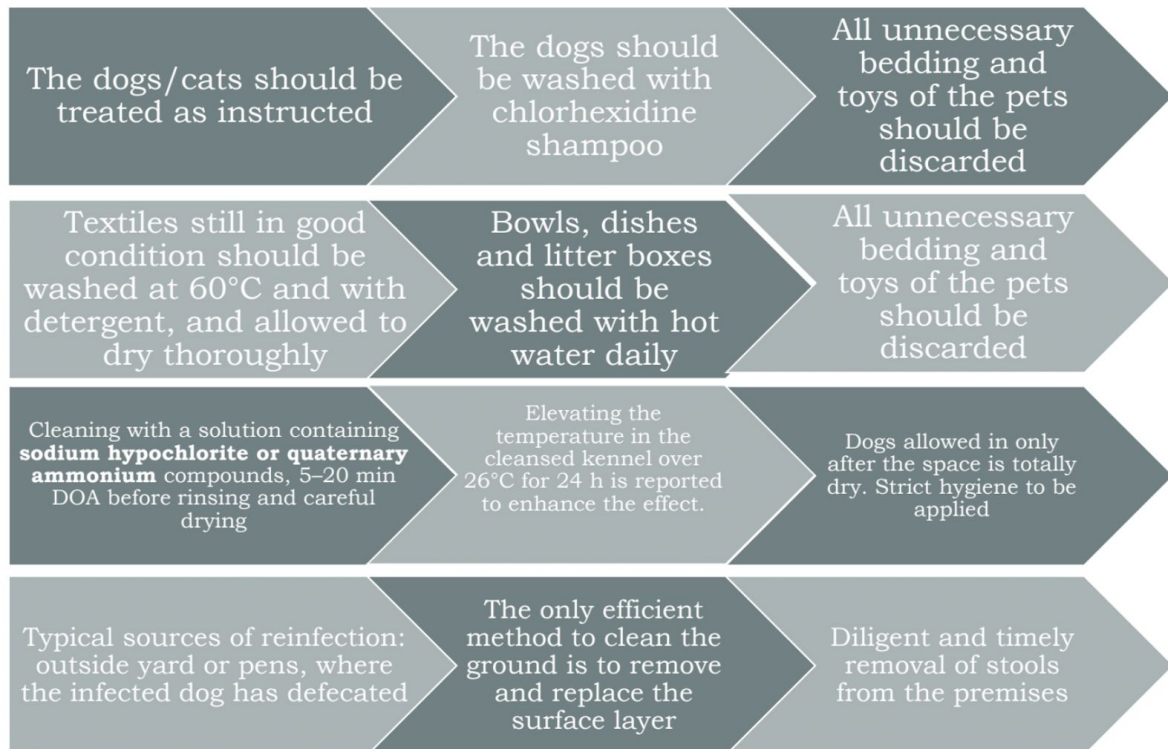 The dogs/cats should be
treated as instructed
The dogs should
be washed with
chlorhexidine
shampoo
All unnecessary
bedding and
toys of the pets
should be
discarded
Textiles still in good
condition should be
washed at 60°C and with
detergent, and allowed to
dry thoroughly
Bowls, dishes
and litter boxes
should be
washed with hot
water daily
All unnecessary
bedding and
toys of the pets
should be
discarded
Cleaning with a solution containing
sodium hypochlorite or quaternary
ammonium compounds, 5–20 min
DOA before rinsing and careful
drying
Elevating the
temperature in the
cleansed kennel over
26°C for 24 h is reported
to enhance the effect.
Dogs allowed in only
after the space is totally
dry. Strict hygiene to be
applied
Typical sources of reinfection:
outside yard or pens, where
the infected dog has defecated
The only efficient
method to clean the
ground is to remove
and replace the
surface layer
Diligent and timely
removal of stools
from the premises